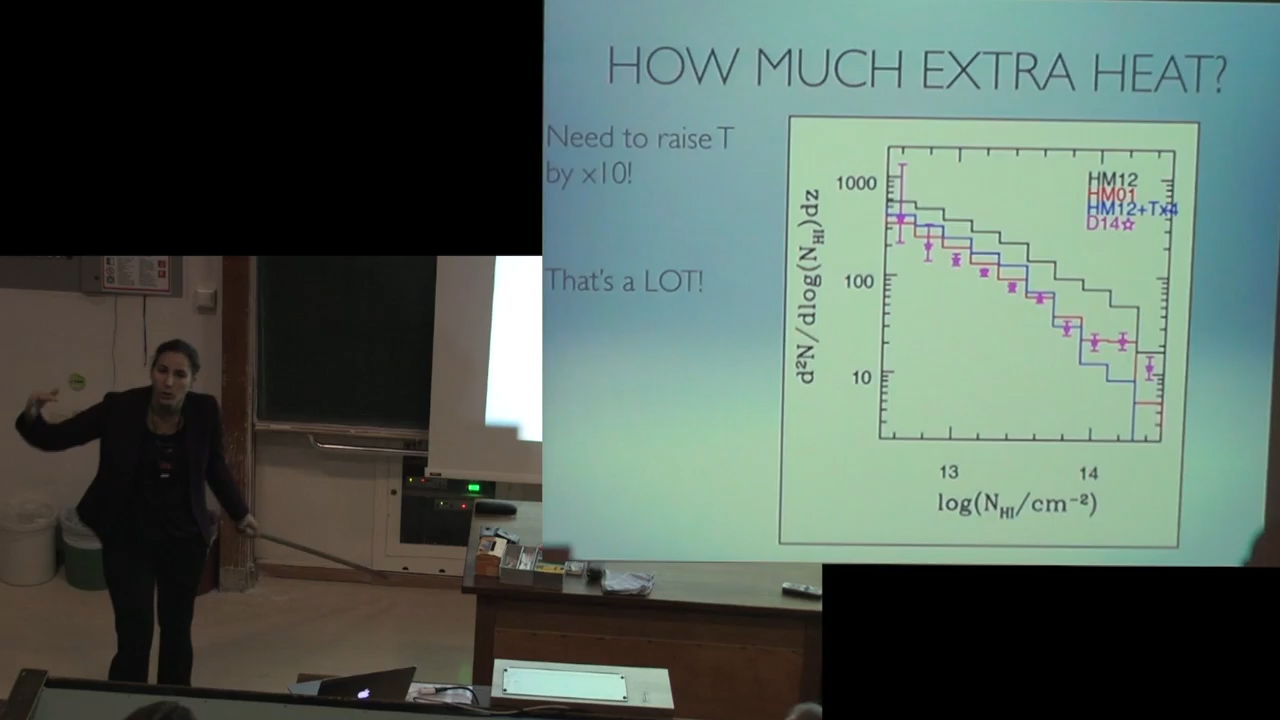 HOW MUCH EXTRA HEAT?
Need to raise T
by x10!
That's a LOT!
HM12
HM01
HM12+Tx4
D14☆
1000
100
10
d²N/dlog(N_HI)dz
13
14
log(N_HI/cm⁻²)